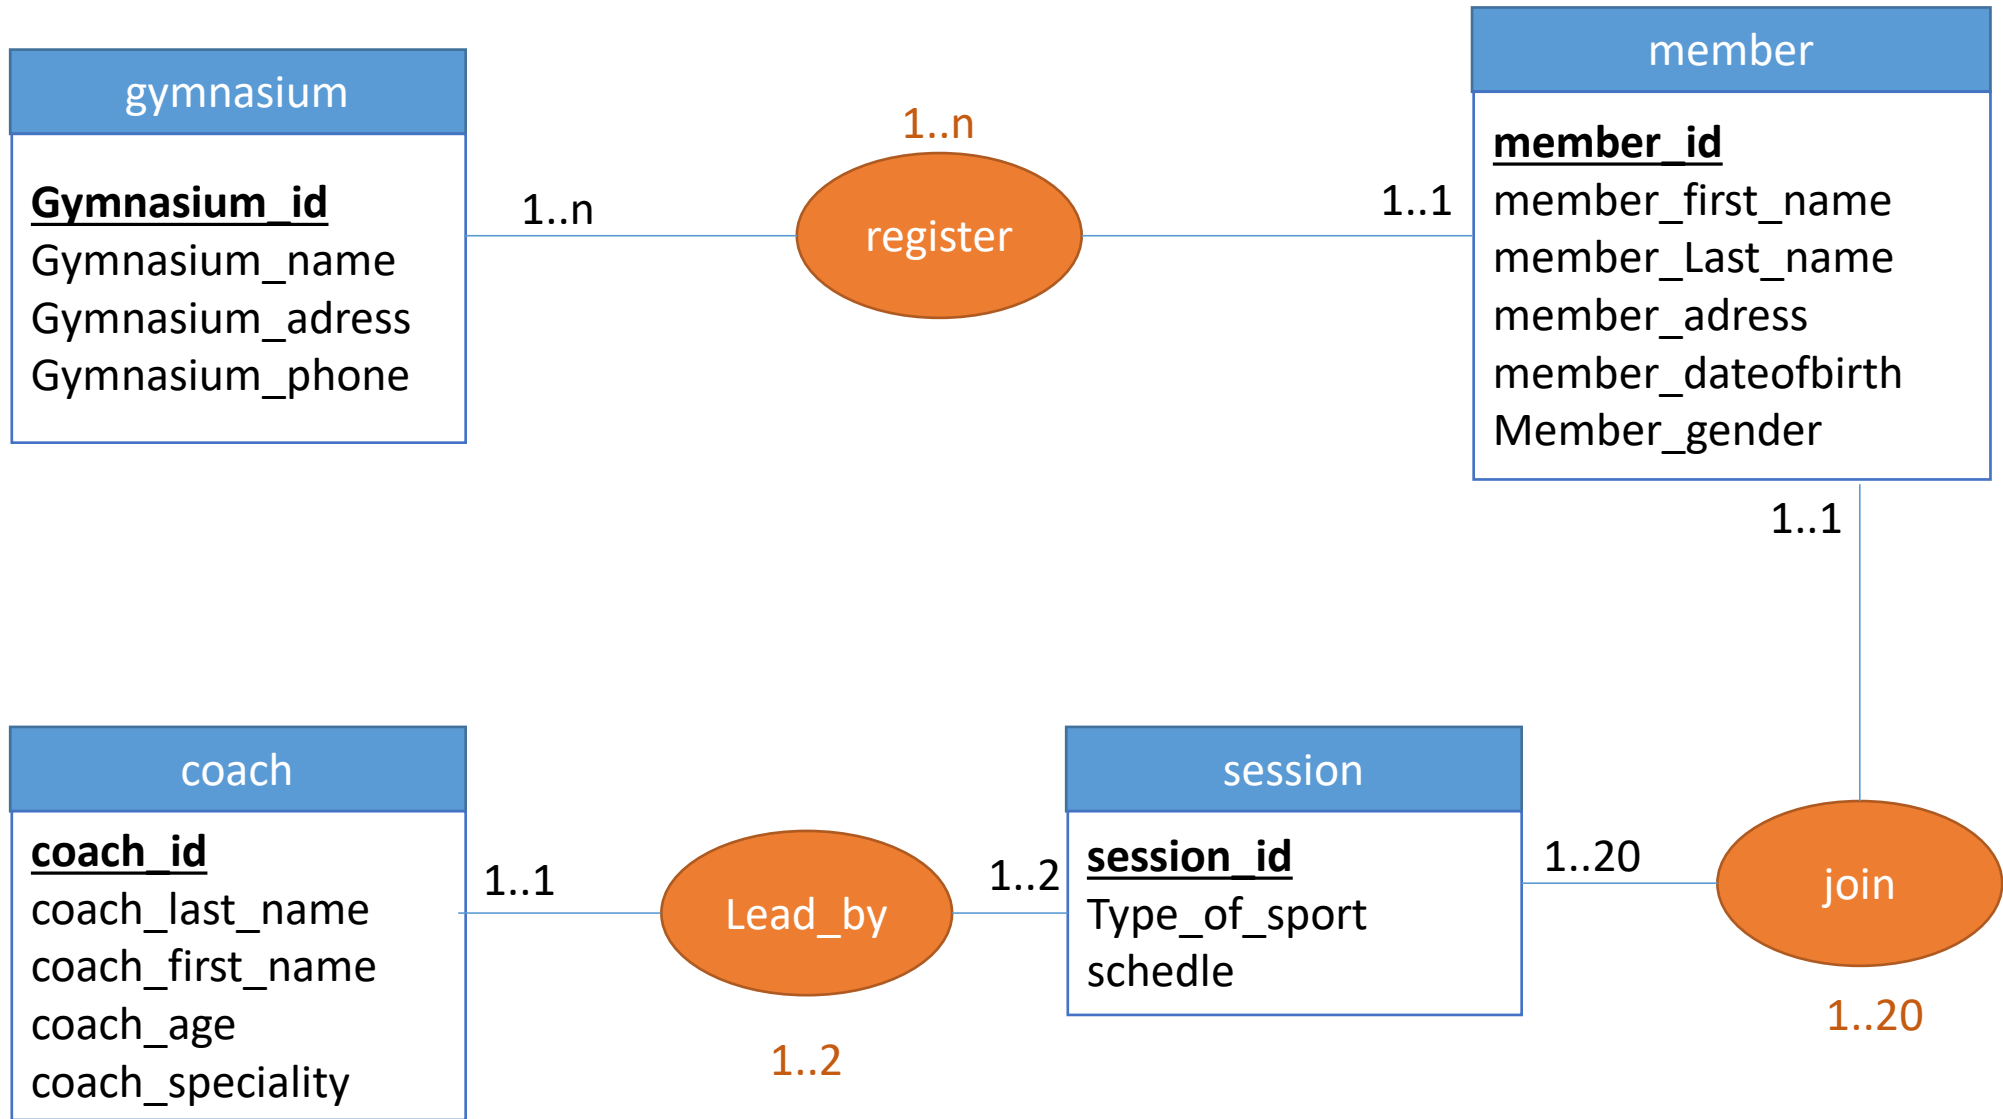 gymnasium
Gymnasium_id
Gymnasium_name
Gymnasium_adress
Gymnasium_phone
1..n
1..n
register
1..1
member
member_id
member_first_name
member_Last_name
member_adress
member_dateofbirth
Member_gender
1..1
coach
coach_id
coach_last_name
coach_first_name
coach_age
coach_speciality
1..1
Lead_by
1..2
1..2
session
session_id
Type_of_sport
schedle
1..20
join
1..20